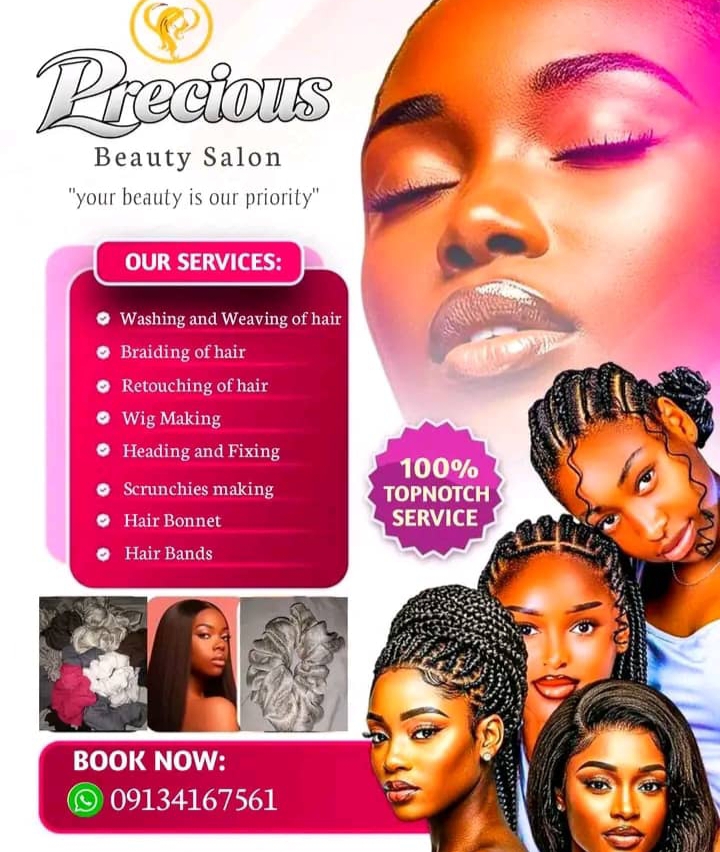 Precious
Beauty Salon
"your beauty is our priority"
OUR SERVICES:
Washing and Weaving of hair
Braiding of hair
Retouching of hair
Wig Making
Heading and Fixing
Scrunchies making
Hair Bonnet
Hair Bands
100%
TOPNOTCH
SERVICE
BOOK NOW:
09134167561